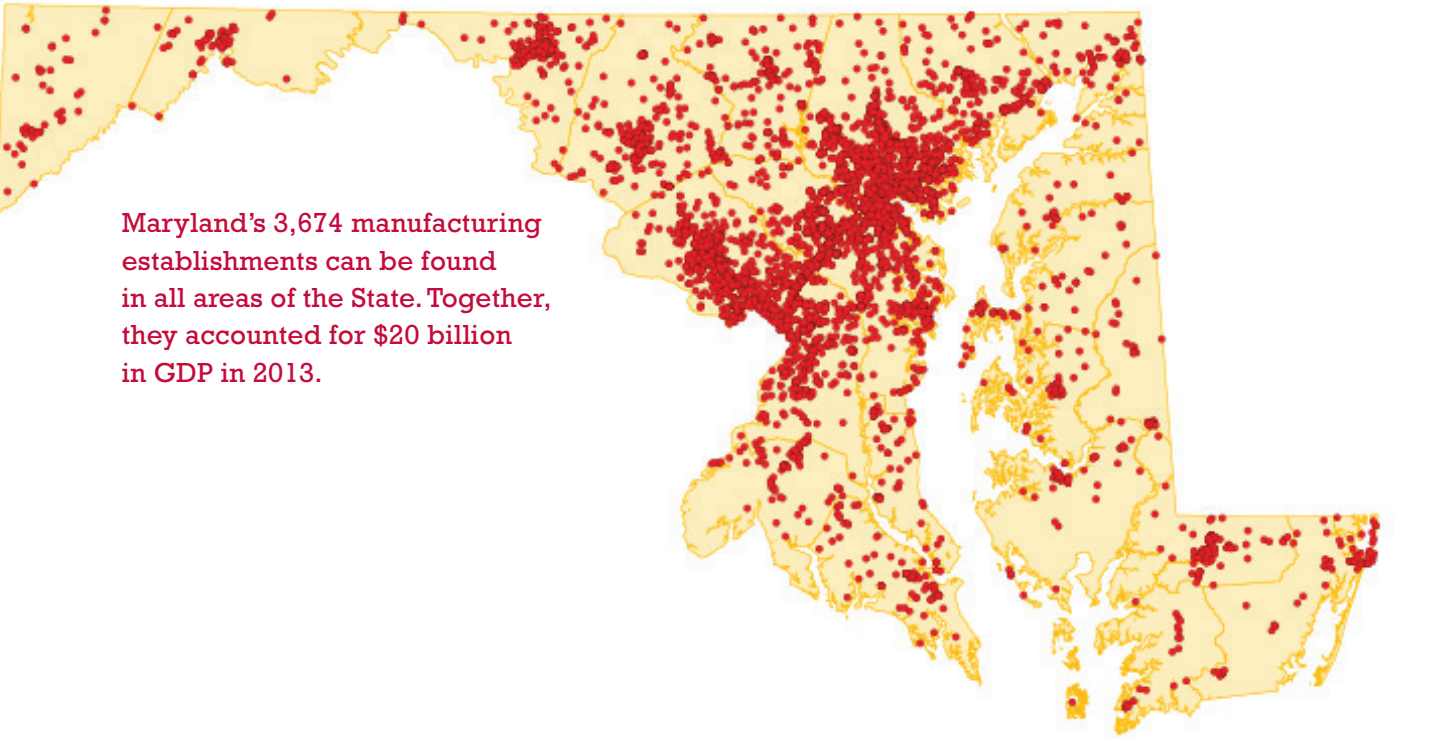 Maryland’s 3,674 manufacturing
establishments can be found
in all areas of the State. Together,
they accounted for $20 billion
in GDP in 2013.